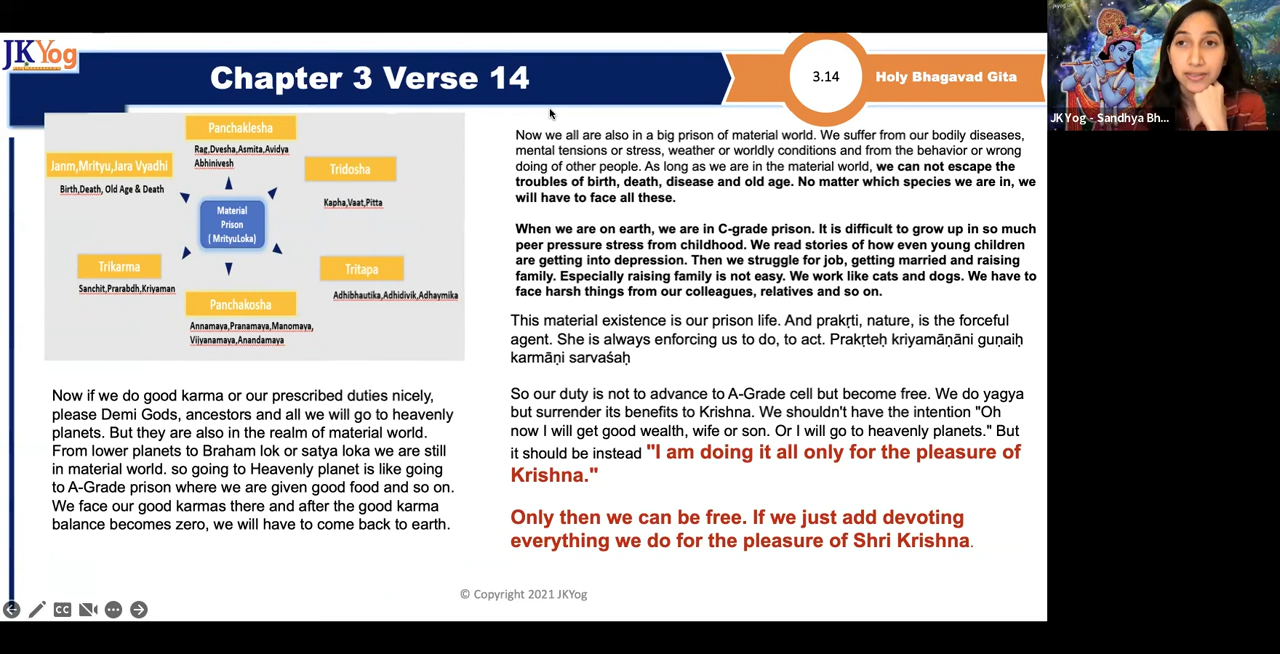 JKYog
Chapter 3 Verse 14
3.14
Holy Bhagavad Gita
JKYog - Sandhya Bh...
Panchaklesha
Rag,Dvesha,Asmita,Avidya
Abhinivesh
Janm,Mrityu,Jara Vyadhi
Birth,Death, Old Age & Death
Tridosha
Kapha,Vaat,Pitta
Material
Prison
( MrityuLoka)
Trikarma
Sanchit,Prarabdh,Kriyaman
Tritapa
Adhibhautika,Adhidivik,Adhaymika
Panchakosha
Annamaya,Pranamaya,Manomaya,
Vijyanamaya,Anandamaya
Now if we do good karma or our prescribed duties nicely,
please Demi Gods, ancestors and all we will go to heavenly
planets. But they are also in the realm of material world.
From lower planets to Braham lok or satya loka we are still
in material world. so going to Heavenly planet is like going
to A-Grade prison where we are given good food and so on.
We face our good karmas there and after the good karma
balance becomes zero, we will have to come back to earth.
Now we all are also in a big prison of material world. We suffer from our bodily diseases,
mental tensions or stress, weather or worldly conditions and from the behavior or wrong
doing of other people. As long as we are in the material world, we can not escape the
troubles of birth, death, disease and old age. No matter which species we are in, we
will have to face all these.
When we are on earth, we are in C-grade prison. It is difficult to grow up in so much
peer pressure stress from childhood. We read stories of how even young children
are getting into depression. Then we struggle for job, getting married and raising
family. Especially raising family is not easy. We work like cats and dogs. We have to
face harsh things from our colleagues, relatives and so on.
This material existence is our prison life. And prakṛti, nature, is the forceful
agent. She is always enforcing us to do, to act. Prakṛteḥ kriyamāṇāni guṇaiḥ
karmāṇi sarvaśaḥ
So our duty is not to advance to A-Grade cell but become free. We do yagya
but surrender its benefits to Krishna. We shouldn't have the intention "Oh
now I will get good wealth, wife or son. Or I will go to heavenly planets." But
it should be instead "I am doing it all only for the pleasure of
Krishna."
Only then we can be free. If we just add devoting
everything we do for the pleasure of Shri Krishna.
© Copyright 2021 JKYog
CC